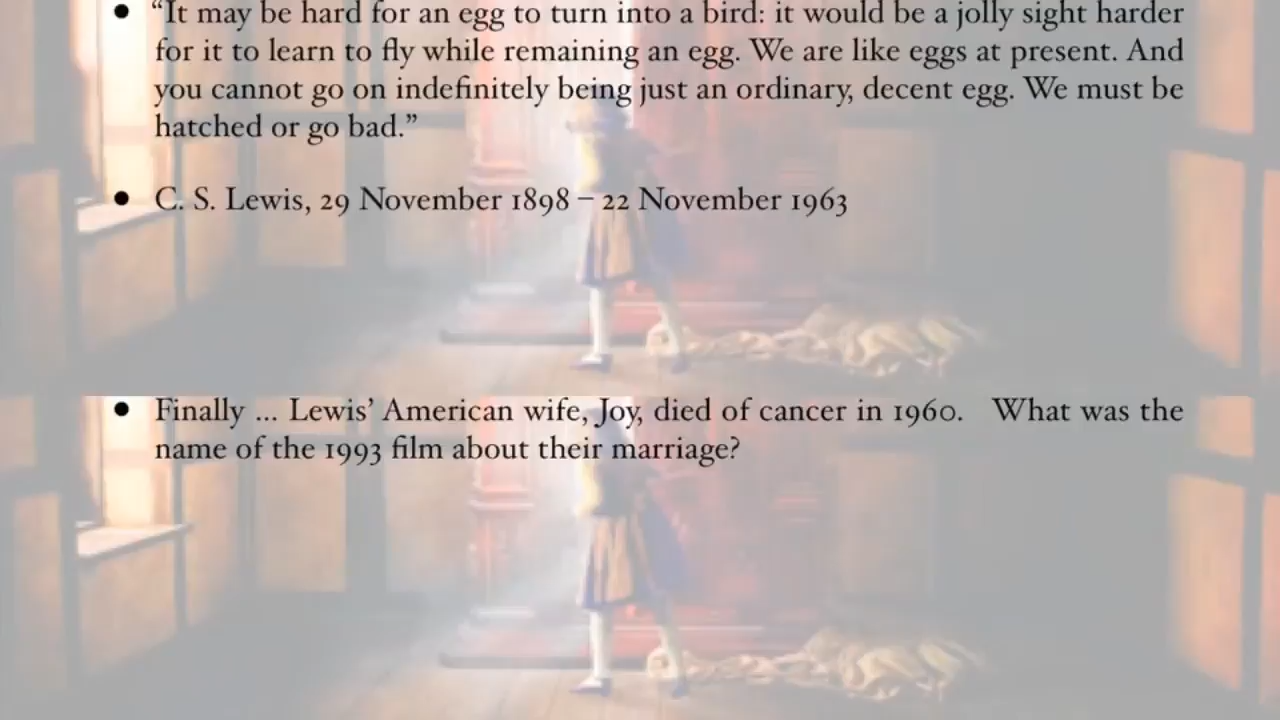 • “It may be hard for an egg to turn into a bird: it would be a jolly sight harder
for it to learn to fly while remaining an egg. We are like eggs at present. And
you cannot go on indefinitely being just an ordinary, decent egg. We must be
hatched or go bad.”
• C. S. Lewis, 29 November 1898 – 22 November 1963
• Finally ... Lewis’ American wife, Joy, died of cancer in 1960. What was the
name of the 1993 film about their marriage?